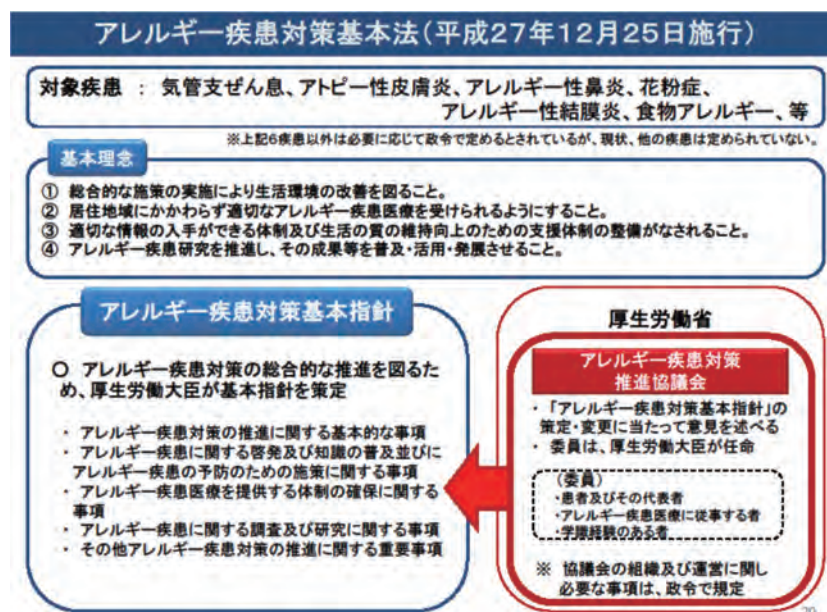 アレルギー疾患対策基本法(平成27年12月25日施行)
対象疾患 : 気管支ぜん息、アトピー性皮膚炎、アレルギー性鼻炎、花粉症、
アレルギー性結膜炎、食物アレルギー、等
※上記6疾患以外は必要に応じて政令で定めるとされているが、現状、他の疾患は定められていない。
基本理念
① 総合的な施策の実施により生活環境の改善を図ること。
② 居住地域にかかわらず適切なアレルギー疾患医療を受けられるようにすること。
③ 適切な情報の入手ができる体制及び生活の質の維持向上のための支援体制の整備がなされること。
④ アレルギー疾患研究を推進し、その成果等を普及・活用・発展させること。
アレルギー疾患対策基本指針
○ アレルギー疾患対策の総合的な推進を図るた
め、厚生労働大臣が基本指針を策定
・ アレルギー疾患対策の推進に関する基本的な事項
・ アレルギー疾患に関する啓発及び知識の普及並びに
アレルギー疾患の予防のための施策に関する事項
・ アレルギー疾患医療を提供する体制の確保に関する
事項
・ アレルギー疾患に関する調査及び研究に関する事項
・ その他アレルギー疾患対策の推進に関する重要事項
厚生労働省
アレルギー疾患対策
推進協議会
・ 「アレルギー疾患対策基本指針」の
策定・変更に当たって意見を述べる
・ 委員は、厚生労働大臣が任命
(委員)
・患者及びその代表者
・アレルギー疾患医療に従事する者
・学識経験のある者
※ 協議会の組織及び運営に関し
必要な事項は、政令で規定